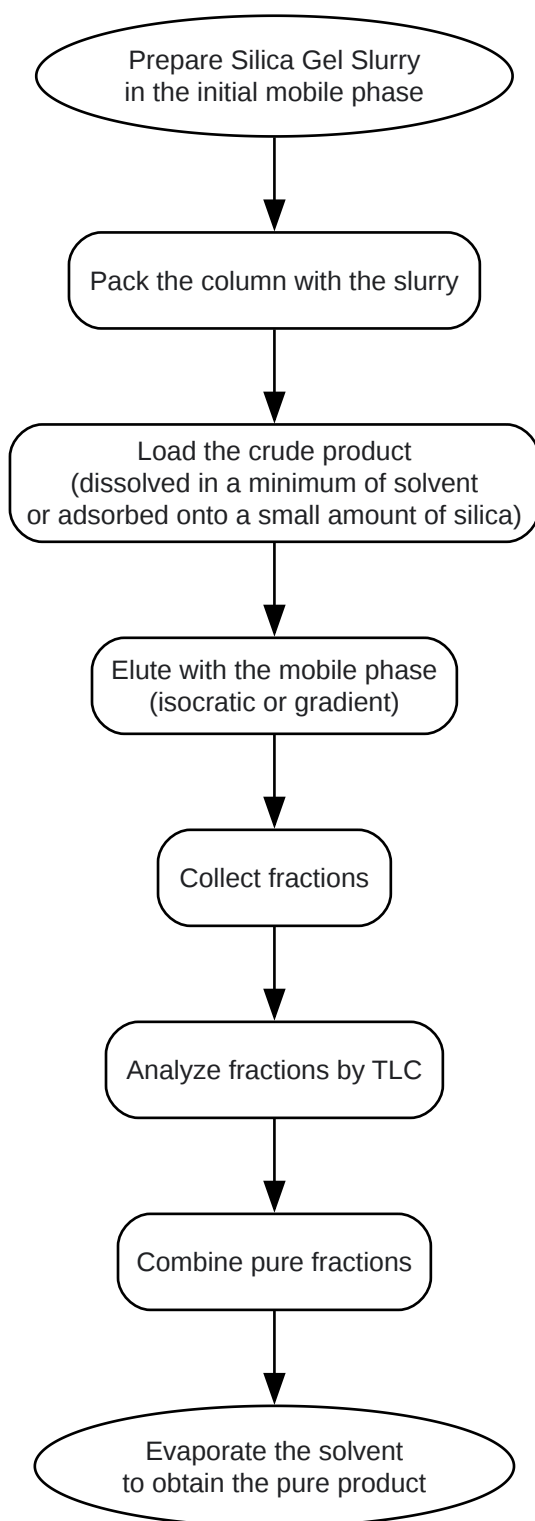 Prepare Silica Gel Slurry
in the initial mobile phase
Pack the column with the slurry
Load the crude product
(dissolved in a minimum of solvent
or adsorbed onto a small amount of silica)
Elute with the mobile phase
(isocratic or gradient)
Collect fractions
Analyze fractions by TLC
Combine pure fractions
Evaporate the solvent
to obtain the pure product